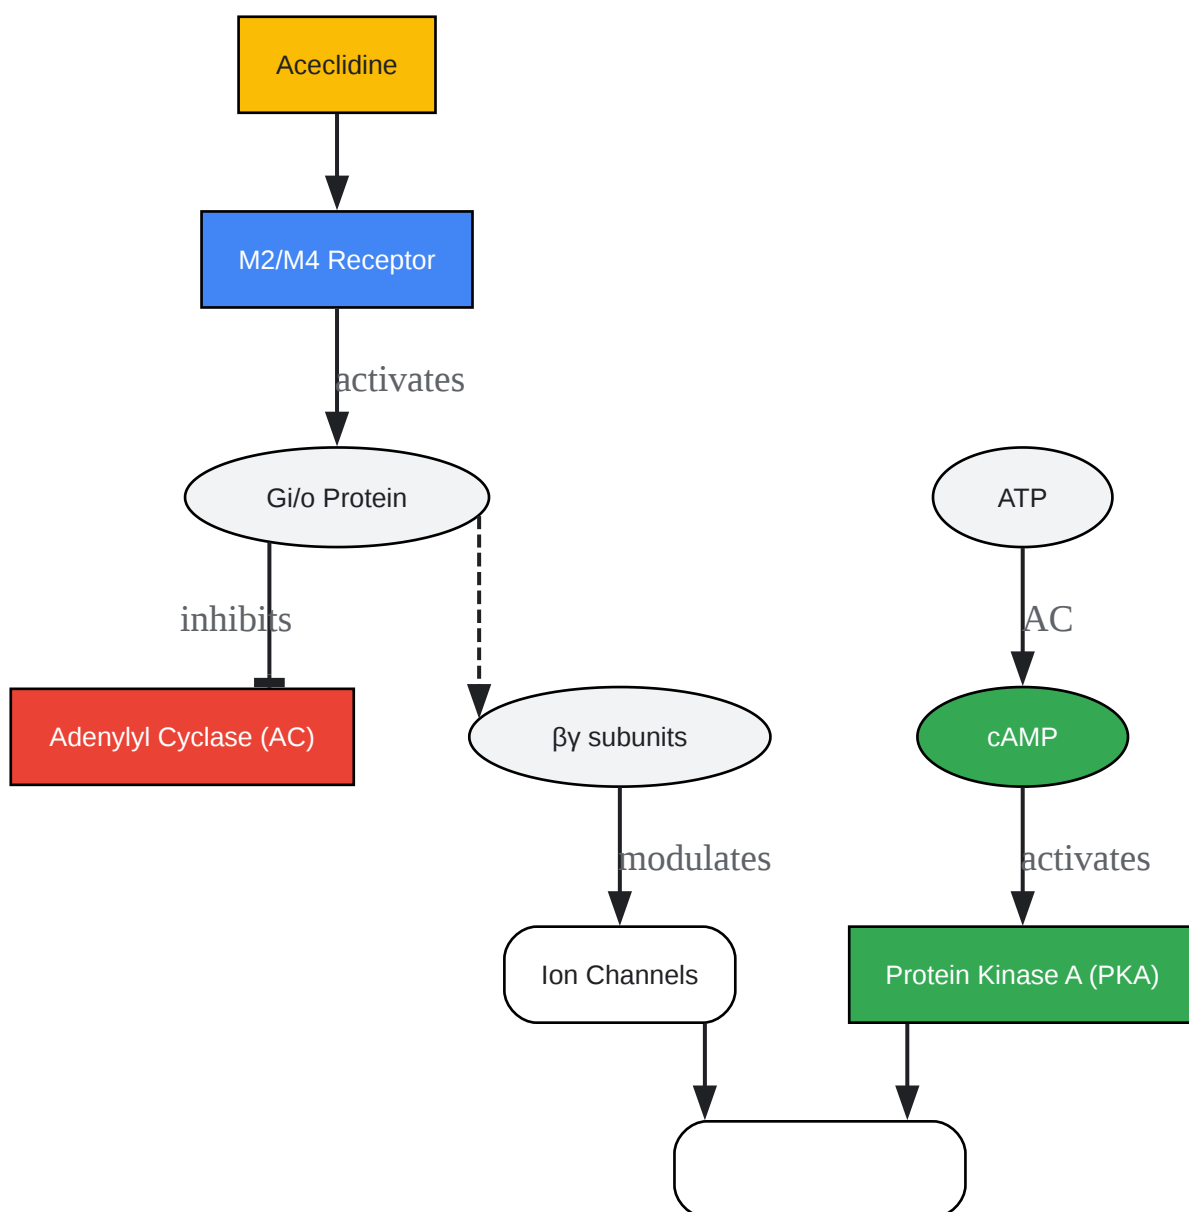 Aceclidine
M2/M4 Receptor
activates
Gi/o Protein
ATP
inhibits
AC
Adenylyl Cyclase (AC)
βγ subunits
cAMP
modulates
activates
Ion Channels
Protein Kinase A (PKA)